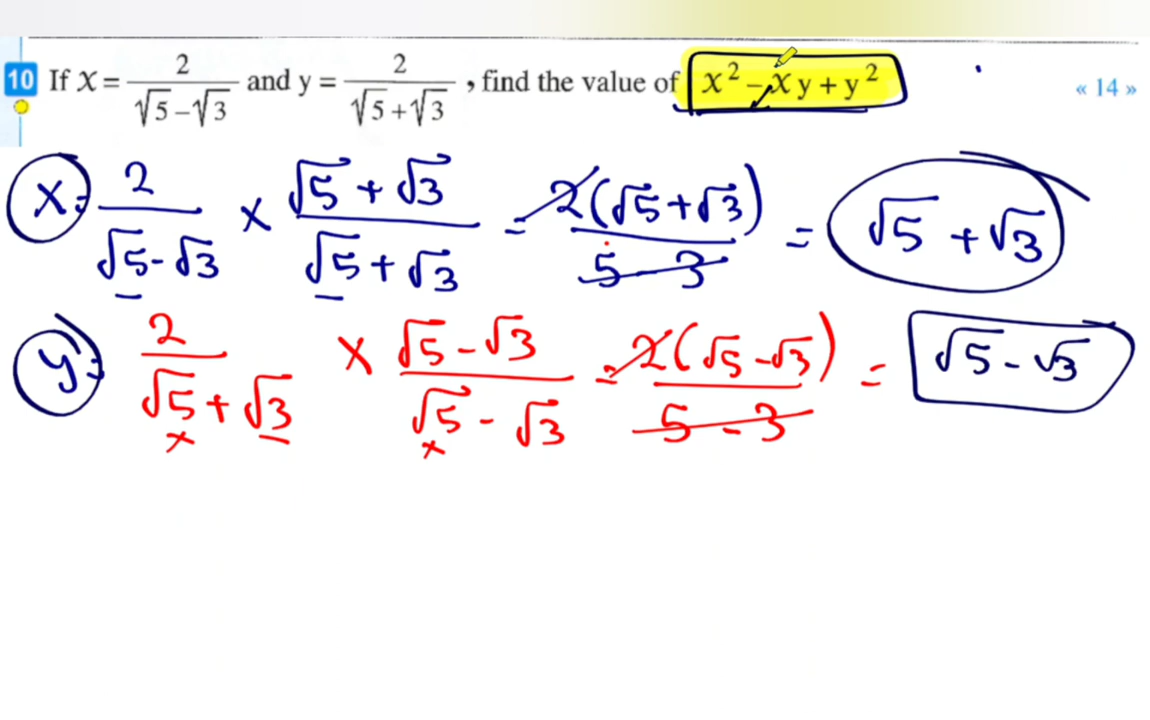 10 If x = 2/(√5−√3) and y = 2/(√5+√3) , find the value of x² − xy + y² « 14 »
x = 2/(√5 - √3) × (√5 + √3)/(√5 + √3) = 2(√5 + √3)/(5 - 3) = √5 + √3
y = 2/(√5 + √3) × (√5 - √3)/(√5 - √3) = 2(√5 - √3)/(5 - 3) = √5 - √3